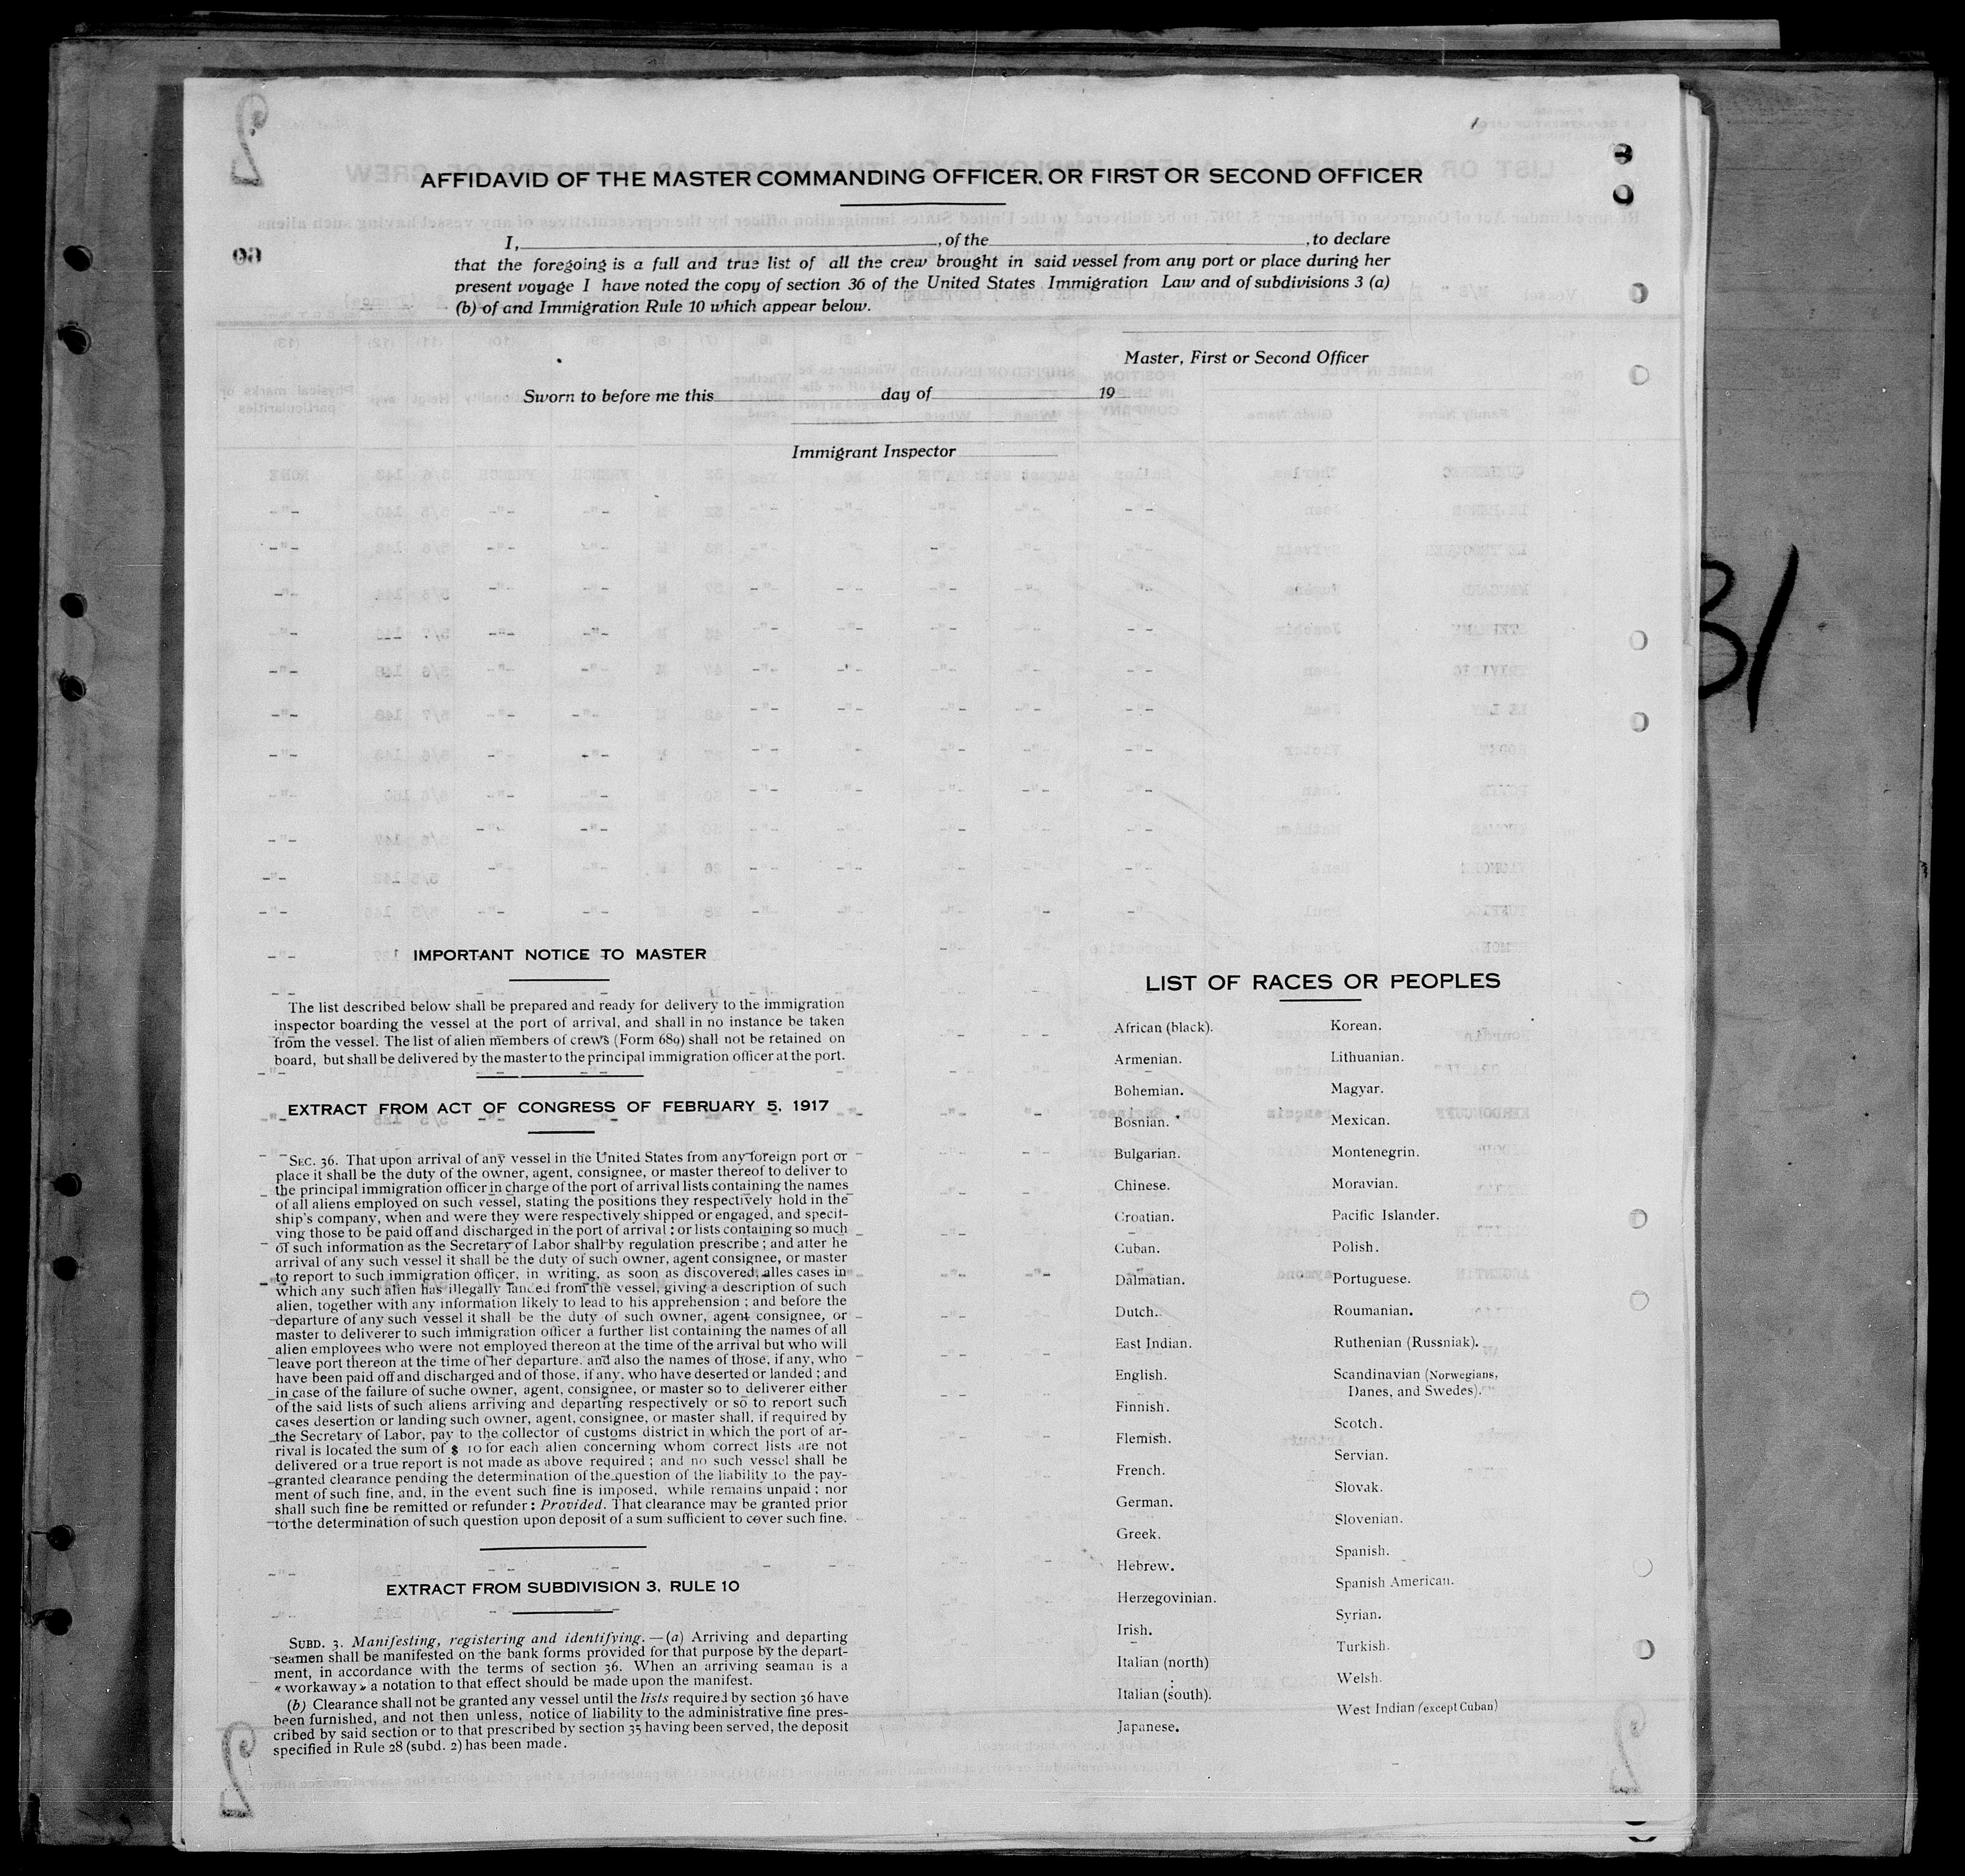 AFFIDAVID OF THE MASTER COMMANDING OFFICER, OR FIRST OR SECOND OFFICER
I, , of the , to declare
that the foregoing is a full and true list of all the crew brought in said vessel from any port or place during her
present voyage I have noted the copy of section 36 of the United States Immigration Law and of subdivisions 3 (a)
(b) of and Immigration Rule 10 which appear below.
Master, First or Second Officer
Sworn to before me this day of 19
Immigrant Inspector
31
IMPORTANT NOTICE TO MASTER
The list described below shall be prepared and ready for delivery to the immigration
inspector boarding the vessel at the port of arrival, and shall in no instance be taken
from the vessel. The list of alien members of crews (Form 689) shall not be retained on
board, but shall be delivered by the master to the principal immigration officer at the port.
EXTRACT FROM ACT OF CONGRESS OF FEBRUARY 5, 1917
SEC. 36. That upon arrival of any vessel in the United States from any foreign port or
place it shall be the duty of the owner, agent, consignee, or master thereof to deliver to
the principal immigration officer in charge of the port of arrival lists containing the names
of all aliens employed on such vessel, stating the positions they respectively hold in the
ship's company, when and were they were respectively shipped or engaged, and specit-
ving those to be paid off and discharged in the port of arrival ; or lists containing so much
of such information as the Secretary of Labor shall by regulation prescribe ; and atter he
arrival of any such vessel it shall be the duty of such owner, agent consignee, or master
to report to such immigration officer, in writing, as soon as discovered, alles cases in
which any such alien has illegally lanced from the vessel, giving a description of such
alien, together with any information likely to lead to his apprehension ; and before the
departure of any such vessel it shall be the duty of such owner, agent consignee, or
master to deliverer to such immigration officer a further list containing the names of all
alien employees who were not employed thereon at the time of the arrival but who will
leave port thereon at the time of her departure. and also the names of those, if any, who
have been paid off and discharged and of those, if any. who have deserted or landed ; and
in case of the failure of suche owner, agent, consignee, or master so to deliverer either
of the said lists of such aliens arriving and departing respectively or so to report such
cases desertion or landing such owner, agent, consignee, or master shall, if required by
the Secretary of Labor, pay to the collector of customs district in which the port of ar-
rival is located the sum of $ 10 for each alien concerning whom correct lists are not
delivered or a true report is not made as above required ; and no such vessel shall be
granted clearance pending the determination of the question of the liability to the pay-
ment of such fine, and, in the event such fine is imposed, while remains unpaid ; nor
shall such fine be remitted or refunder : Provided. That clearance may be granted prior
to the determination of such question upon deposit of a sum sufficient to cover such fine.
EXTRACT FROM SUBDIVISION 3, RULE 10
SUBD. 3. Manifesting, registering and identifying. — (a) Arriving and departing
seamen shall be manifested on the bank forms provided for that purpose by the depart-
ment, in accordance with the terms of section 36. When an arriving seaman is a
« workaway » a notation to that effect should be made upon the manifest.
(b) Clearance shall not be granted any vessel until the lists required by section 36 have
been furnished, and not then unless, notice of liability to the administrative fine pres-
cribed by said section or to that prescribed by section 35 having been served, the deposit
specified in Rule 28 (subd. 2) has been made.
LIST OF RACES OR PEOPLES
African (black).
Armenian.
Bohemian.
Bosnian.
Bulgarian.
Chinese.
Croatian.
Cuban.
Dalmatian.
Dutch.
East Indian.
English.
Finnish.
Flemish.
French.
German.
Greek.
Hebrew.
Herzegovinian.
Irish.
Italian (north)
Italian (south).
Japanese.
Korean.
Lithuanian.
Magyar.
Mexican.
Montenegrin.
Moravian.
Pacific Islander.
Polish.
Portuguese.
Roumanian.
Ruthenian (Russniak).
Scandinavian (Norwegians,
Danes, and Swedes).
Scotch.
Servian.
Slovak.
Slovenian.
Spanish.
Spanish American.
Syrian.
Turkish.
Welsh.
West Indian (except Cuban)